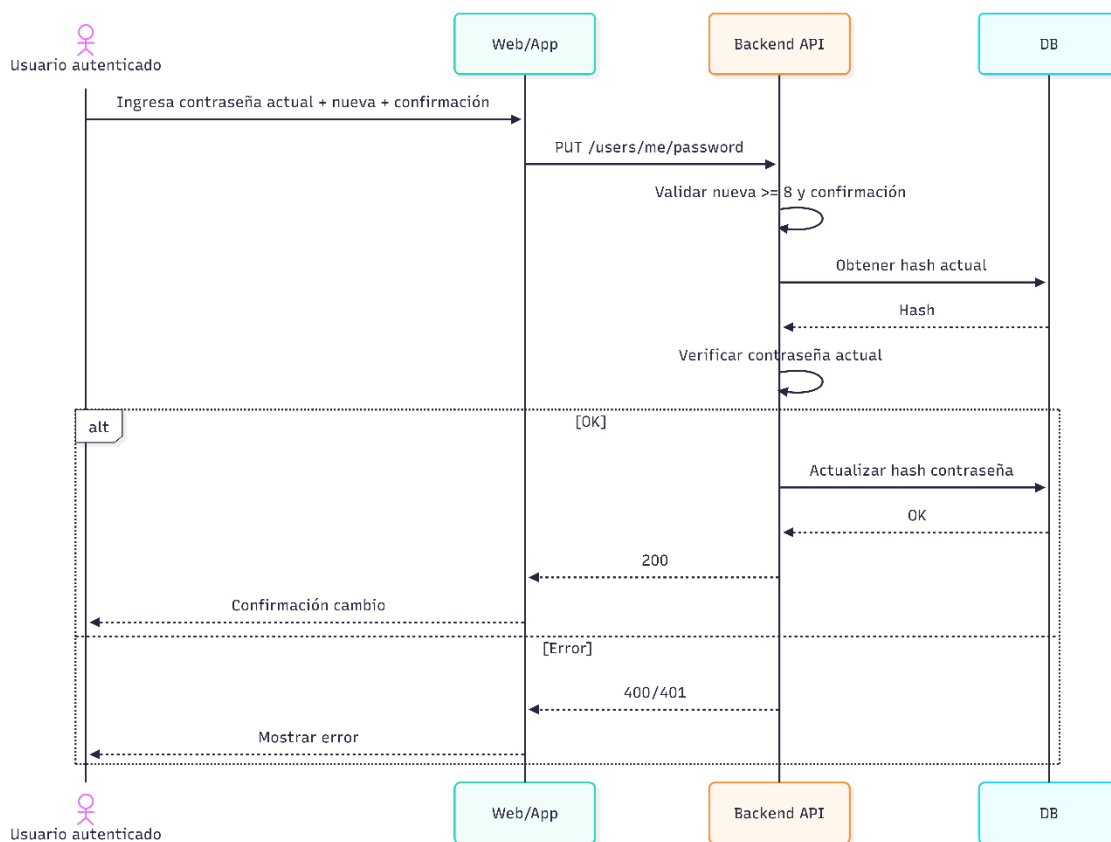 Usuario autenticado
Web/App
Backend API
DB
Ingresa contraseña actual + nueva + confirmación
PUT /users/me/password
Validar nueva >= 8 y confirmación
Obtener hash actual
Hash
Verificar contraseña actual
alt
[OK]
Actualizar hash contraseña
OK
200
Confirmación cambio
[Error]
400/401
Mostrar error
Usuario autenticado
Web/App
Backend API
DB